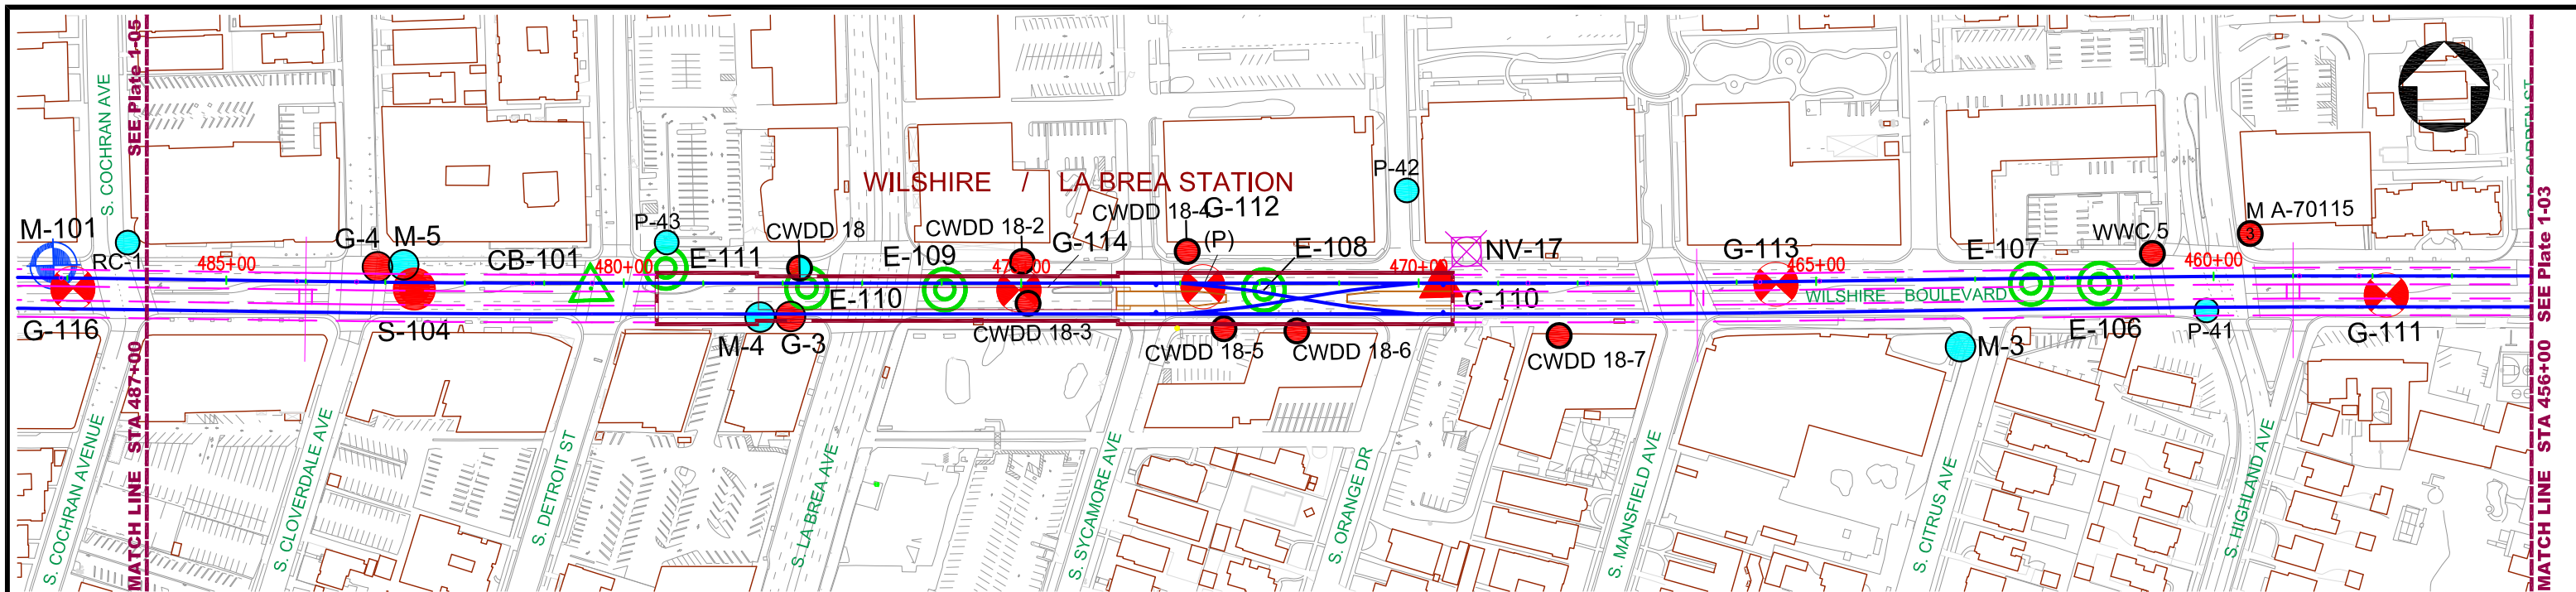 SEE Plate 1-05
S. COCHRAN AVE
MATCH LINE STA 487+00
M-101
RC-1
G-116
485+00
G-4
M-5
S-104
CB-101
480+00
P-43
E-111
CWDD 18
E-110
M-4
G-3
WILSHIRE / LA BREA STATION
E-109
CWDD 18-2
G-114
CWDD 18-3
CWDD 18-4
G-112
(P)
E-108
CWDD 18-5
CWDD 18-6
P-42
470+00
NV-17
C-110
CWDD 18-7
G-113
465+00
WILSHIRE BOULEVARD
E-107
M-3
E-106
WWC 5
460+00
P-41
M A-70115
3
G-111
SEE Plate 1-03
MATCH LINE STA 456+00
S. COCHRAN AVENUE
S. CLOVERDALE AVE
S. DETROIT ST
S. LA BREA AVE
S. SYCAMORE AVE
S. ORANGE DR
S. MANSFIELD AVE
S. CITRUS AVE
S. HIGHLAND AVE